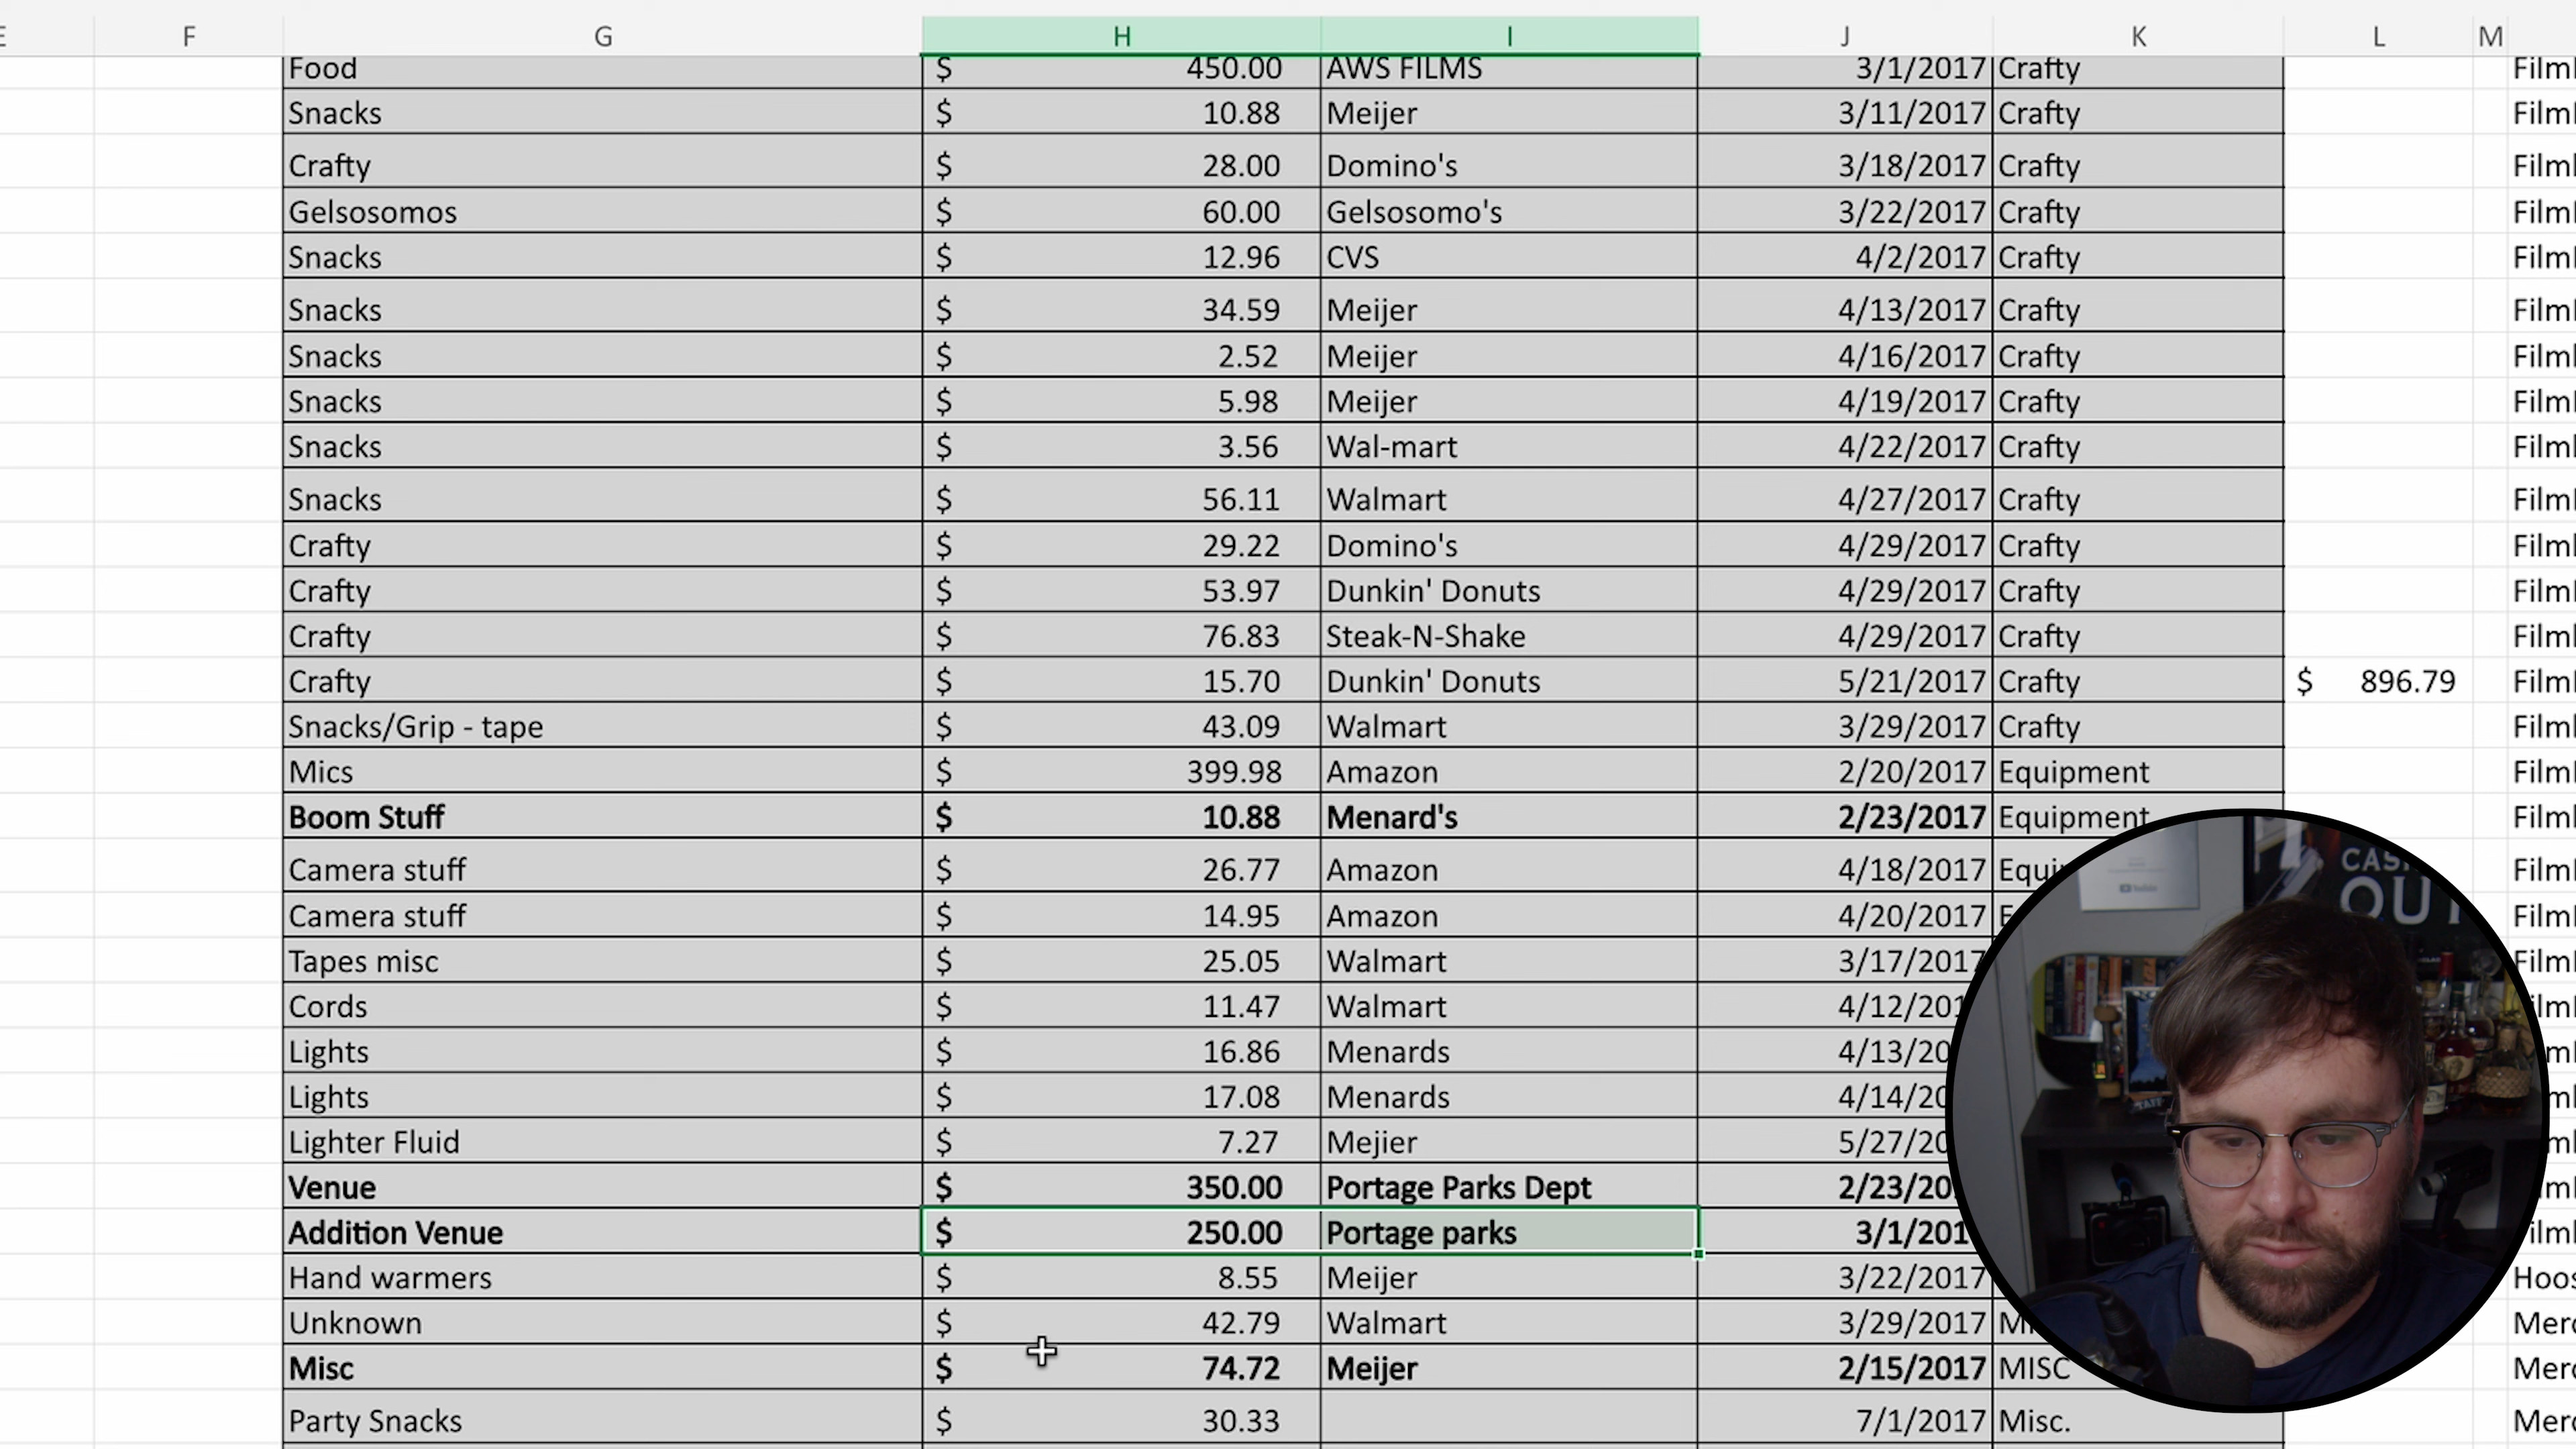 E F G H I J K L M
Food $ 450.00 AWS FILMS 3/1/2017 Crafty Film
Snacks $ 10.88 Meijer 3/11/2017 Crafty Film
Crafty $ 28.00 Domino's 3/18/2017 Crafty Film
Gelsosomos $ 60.00 Gelsosomo's 3/22/2017 Crafty Film
Snacks $ 12.96 CVS 4/2/2017 Crafty Film
Snacks $ 34.59 Meijer 4/13/2017 Crafty Film
Snacks $ 2.52 Meijer 4/16/2017 Crafty Film
Snacks $ 5.98 Meijer 4/19/2017 Crafty Film
Snacks $ 3.56 Wal-mart 4/22/2017 Crafty Film
Snacks $ 56.11 Walmart 4/27/2017 Crafty Film
Crafty $ 29.22 Domino's 4/29/2017 Crafty Film
Crafty $ 53.97 Dunkin' Donuts 4/29/2017 Crafty Film
Crafty $ 76.83 Steak-N-Shake 4/29/2017 Crafty Film
Crafty $ 15.70 Dunkin' Donuts 5/21/2017 Crafty $ 896.79 Film
Snacks/Grip - tape $ 43.09 Walmart 3/29/2017 Crafty Film
Mics $ 399.98 Amazon 2/20/2017 Equipment Film
Boom Stuff $ 10.88 Menard's 2/23/2017 Equipment Film
Camera stuff $ 26.77 Amazon 4/18/2017 Equi Film
Camera stuff $ 14.95 Amazon 4/20/2017 Film
Tapes misc $ 25.05 Walmart 3/17/2017 Film
Cords $ 11.47 Walmart 4/12/201
Lights $ 16.86 Menards 4/13/20
Lights $ 17.08 Menards 4/14/20
Lighter Fluid $ 7.27 Mejier 5/27/20
Venue $ 350.00 Portage Parks Dept 2/23/20
Addition Venue $ 250.00 Portage parks 3/1/201
Hand warmers $ 8.55 Meijer 3/22/2017 Hoos
Unknown $ 42.79 Walmart 3/29/2017 Merc
Misc $ 74.72 Meijer 2/15/2017 MISC Merc
Party Snacks $ 30.33 7/1/2017 Misc. Merc
CAS
OUT
YouTube